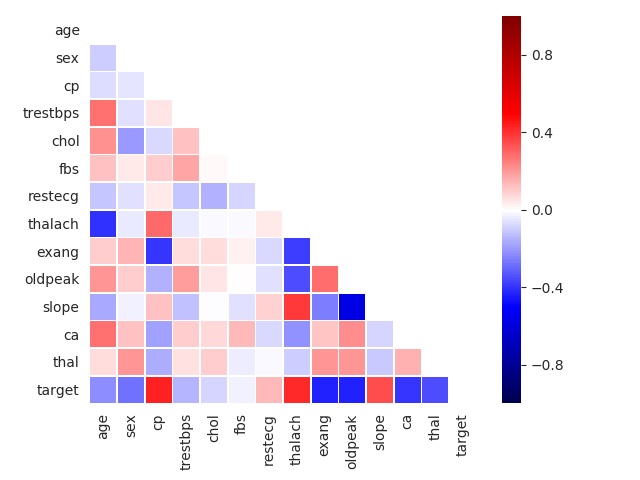 age
sex
cp
trestbps
chol
fbs
restecg
thalach
exang
oldpeak
slope
ca
thal
target
age
sex
cp
trestbps
chol
fbs
restecg
thalach
exang
oldpeak
slope
ca
thal
target
0.8
0.4
0.0
−0.4
−0.8